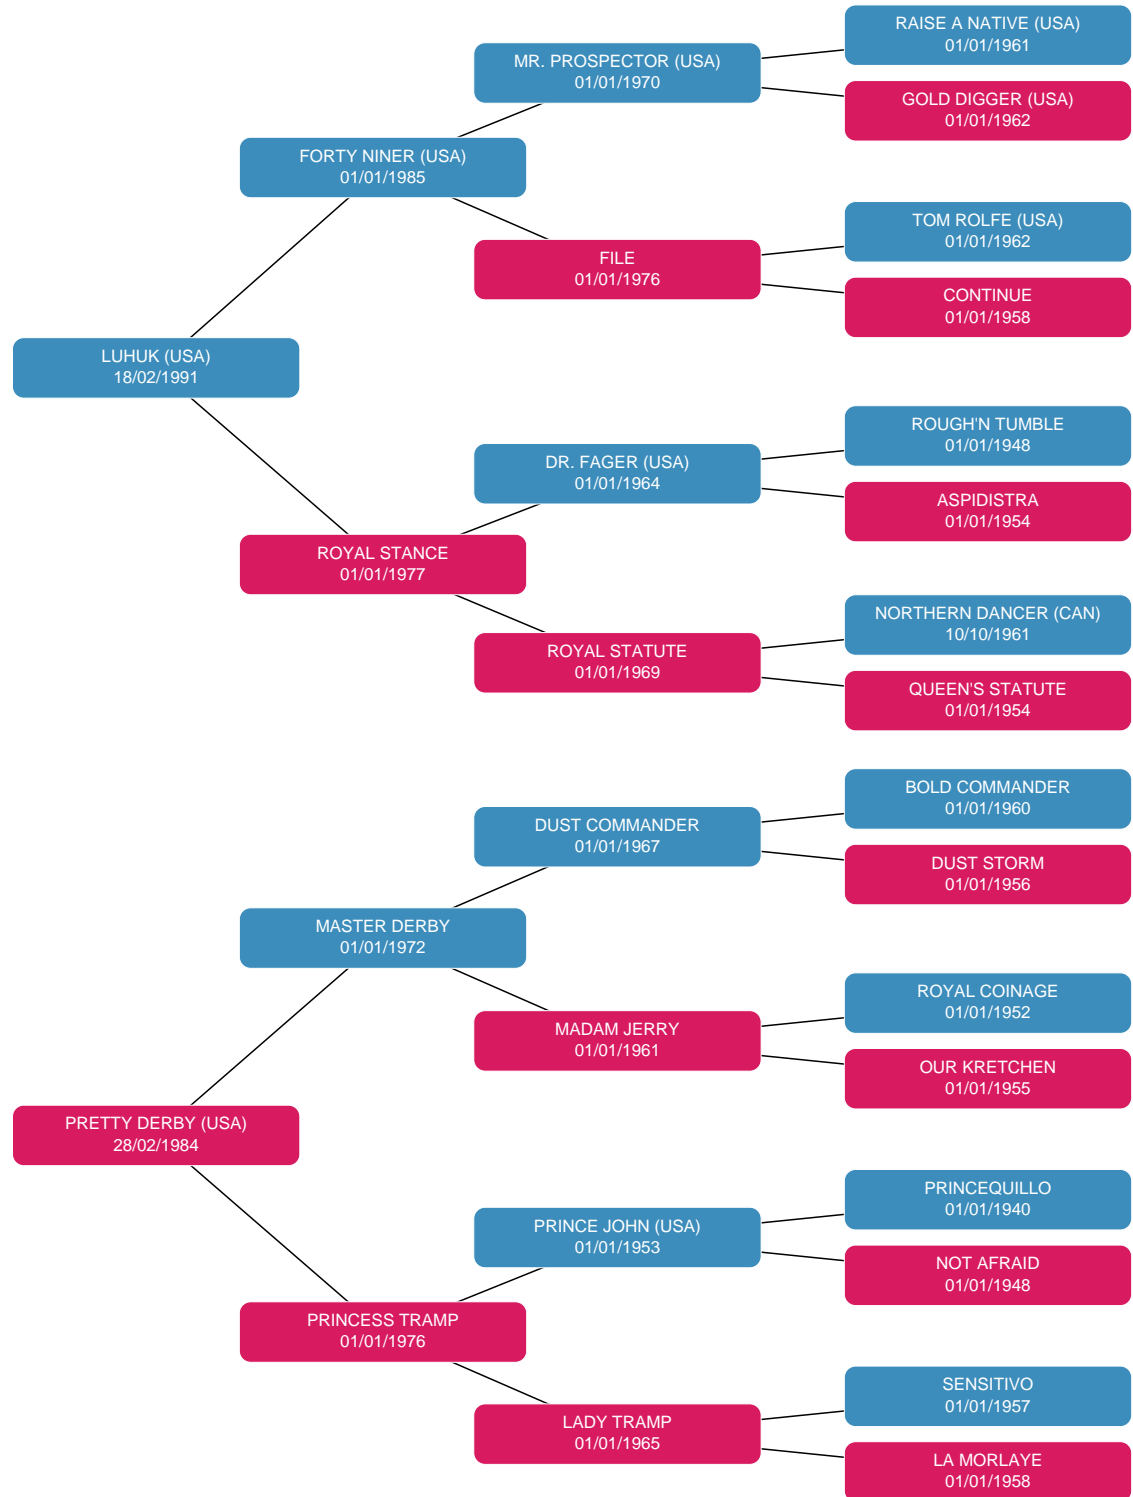 RAISE A NATIVE (USA)
01/01/1961
MR. PROSPECTOR (USA)
01/01/1970
GOLD DIGGER (USA)
01/01/1962
FORTY NINER (USA)
01/01/1985
TOM ROLFE (USA)
01/01/1962
FILE
01/01/1976
CONTINUE
01/01/1958
LUHUK (USA)
18/02/1991
ROUGH'N TUMBLE
01/01/1948
DR. FAGER (USA)
01/01/1964
ASPIDISTRA
01/01/1954
ROYAL STANCE
01/01/1977
NORTHERN DANCER (CAN)
10/10/1961
ROYAL STATUTE
01/01/1969
QUEEN'S STATUTE
01/01/1954
BOLD COMMANDER
01/01/1960
DUST COMMANDER
01/01/1967
DUST STORM
01/01/1956
MASTER DERBY
01/01/1972
ROYAL COINAGE
01/01/1952
MADAM JERRY
01/01/1961
OUR KRETCHEN
01/01/1955
PRETTY DERBY (USA)
28/02/1984
PRINCEQUILLO
01/01/1940
PRINCE JOHN (USA)
01/01/1953
NOT AFRAID
01/01/1948
PRINCESS TRAMP
01/01/1976
SENSITIVO
01/01/1957
LADY TRAMP
01/01/1965
LA MORLAYE
01/01/1958